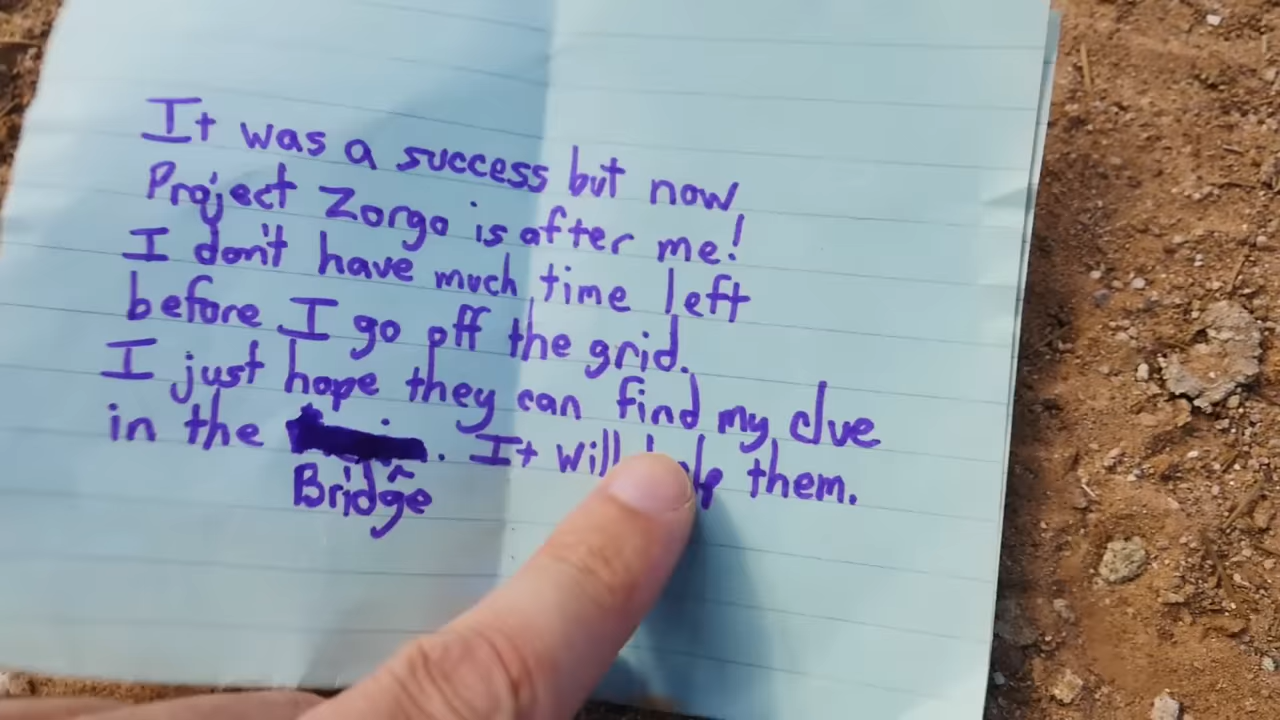 It was a success but now
Project Zorgo is after me!
I don't have much time left
before I go off the grid.
I just hope they can find my clue
in the . It will help them.
Bridge